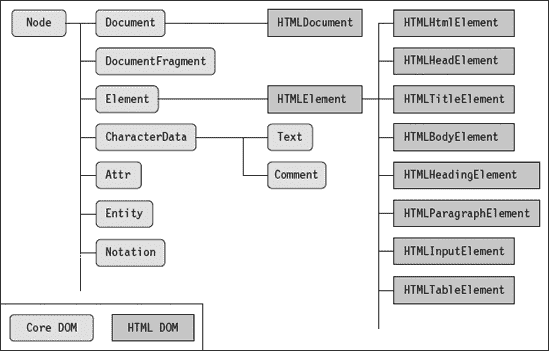 Node
Document
HTMLDocument
HTMLHtmlElement
DocumentFragment
HTMLHeadElement
Element
HTMLElement
HTMLTitleElement
CharacterData
Text
HTMLBodyElement
Attr
Comment
HTMLHeadingElement
Entity
HTMLParagraphElement
Notation
HTMLInputElement
HTMLTableElement
Core DOM
HTML DOM